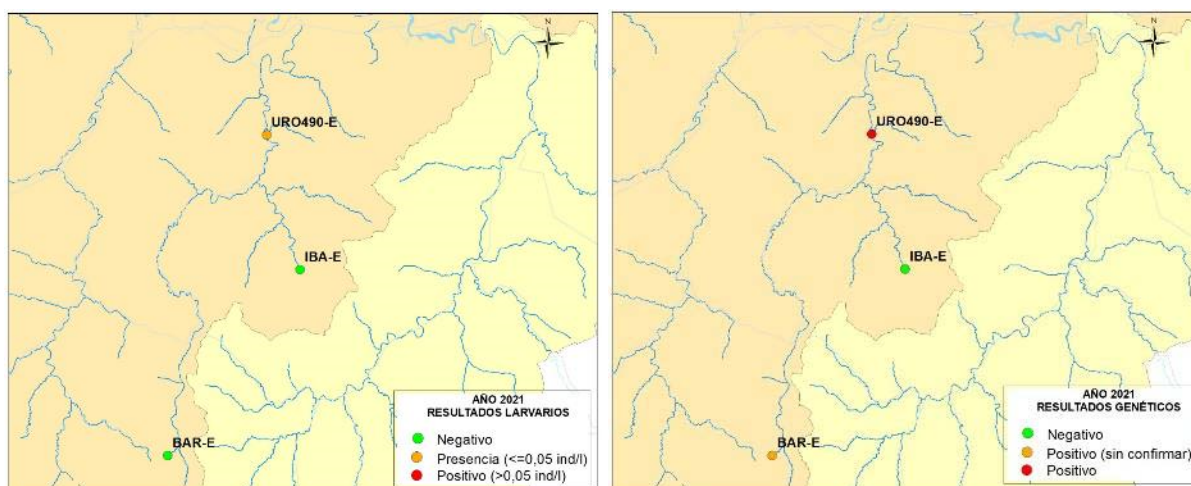 N
URO490-E
IBA-E
BAR-E
AÑO 2021
RESULTADOS LARVARIOS
Negativo
Presencia (<=0,05 ind/l)
Positivo (>0,05 ind/l)
N
URO490-E
IBA-E
BAR-E
AÑO 2021
RESULTADOS GENÉTICOS
Negativo
Positivo (sin confirmar)
Positivo